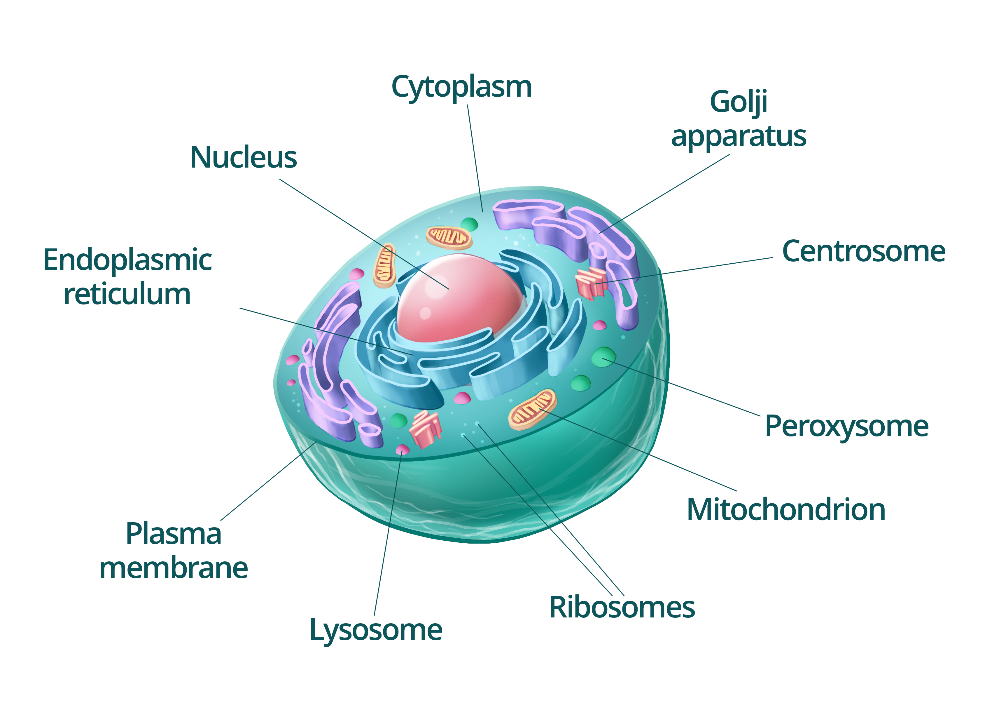 Cytoplasm
Golji
apparatus
Nucleus
Centrosome
Endoplasmic
reticulum
Peroxysome
Mitochondrion
Plasma
membrane
Ribosomes
Lysosome